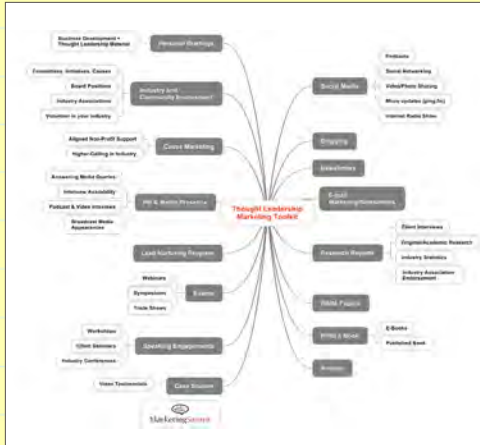 Business Development +
Thought Leadership Material
Personal
Committees, Initiatives, Causes
Board Positions
Industry Associations
Volunteer in your industry
Industry and
Community Involvement
Aligned Non-Profit Support
Higher Calling in Industry
Cause Marketing
Answering Media Queries
Interview Availability
Podcast & Video Interviews
Broadcast Media
Appearances
PR & Media Presence
Lead Nurturing Program
Webinars
Symposiums
Trade Shows
Events
Workshops
Client Seminars
Industry Conferences
Speaking Engagements
Video Testimonials
Case Studies
Thought Leadership
Marketing Toolkit
Social Media
Podcasts
Social Networking
Video/Photo Sharing
Micro updates (ping.fm)
Internet Radio Show
Blogging
Newsletters
E-mail
Research Reports
Client Interviews
Original/Academic Research
Industry Statistics
Industry Association
Endorsement
White Papers
Write a Book
E-Books
Published Book
Articles